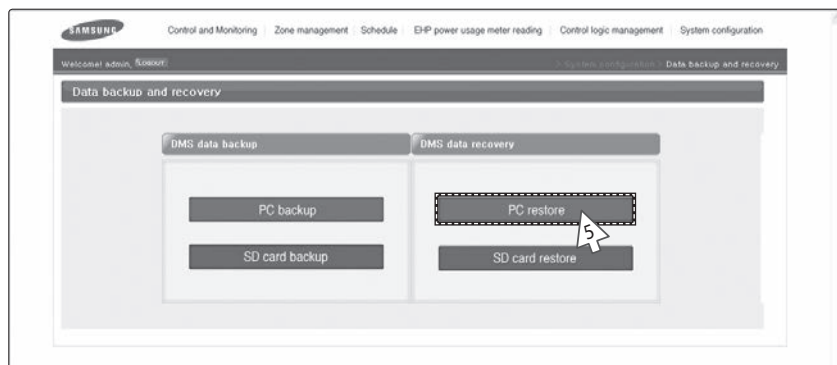 SAMSUNG
Control and Monitoring Zone management Schedule EHP power usage meter reading Control logic management System configuration
Welcome! admin, Logout > System configuration > Data backup and recovery
Data backup and recovery
DMS data backup DMS data recovery
PC backup PC restore
5
SD card backup SD card restore